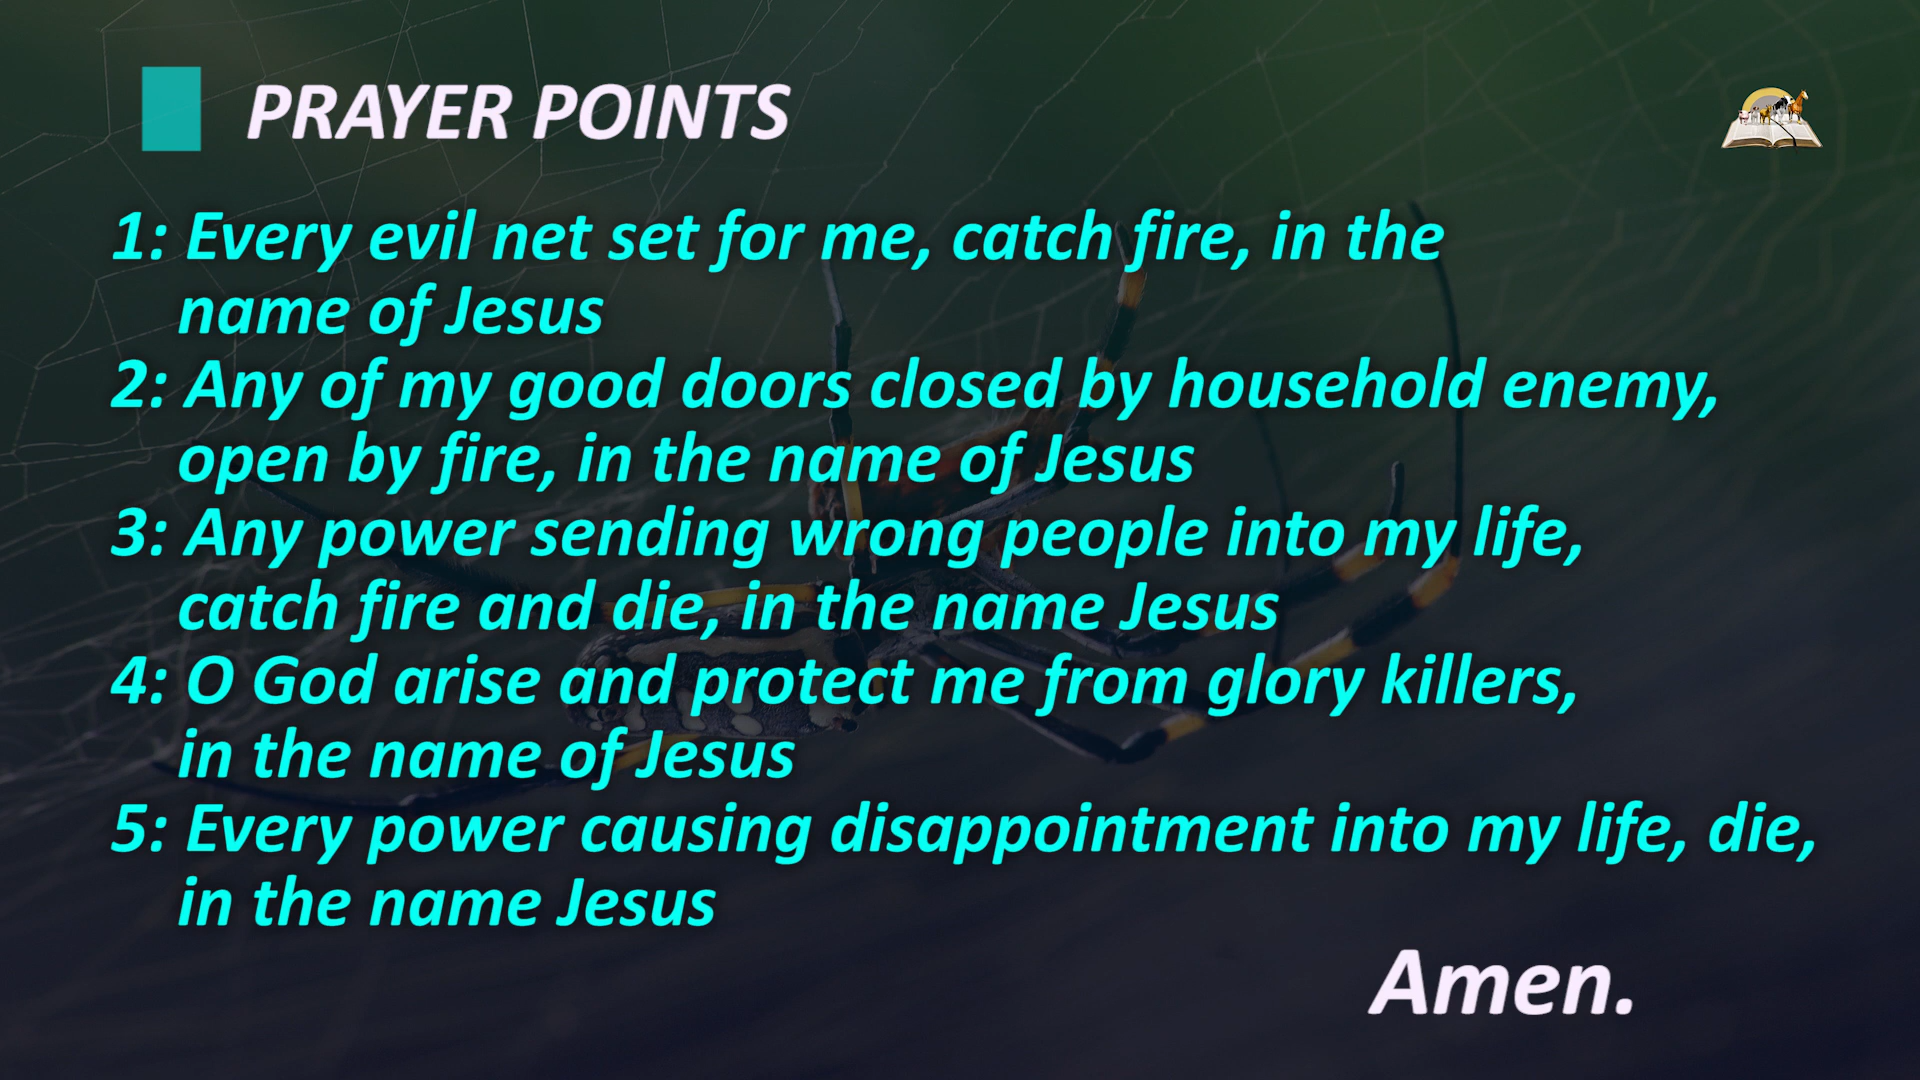 PRAYER POINTS
1: Every evil net set for me, catch fire, in the
name of Jesus
2: Any of my good doors closed by household enemy,
open by fire, in the name of Jesus
3: Any power sending wrong people into my life,
catch fire and die, in the name Jesus
4: O God arise and protect me from glory killers,
in the name of Jesus
5: Every power causing disappointment into my life, die,
in the name Jesus
Amen.